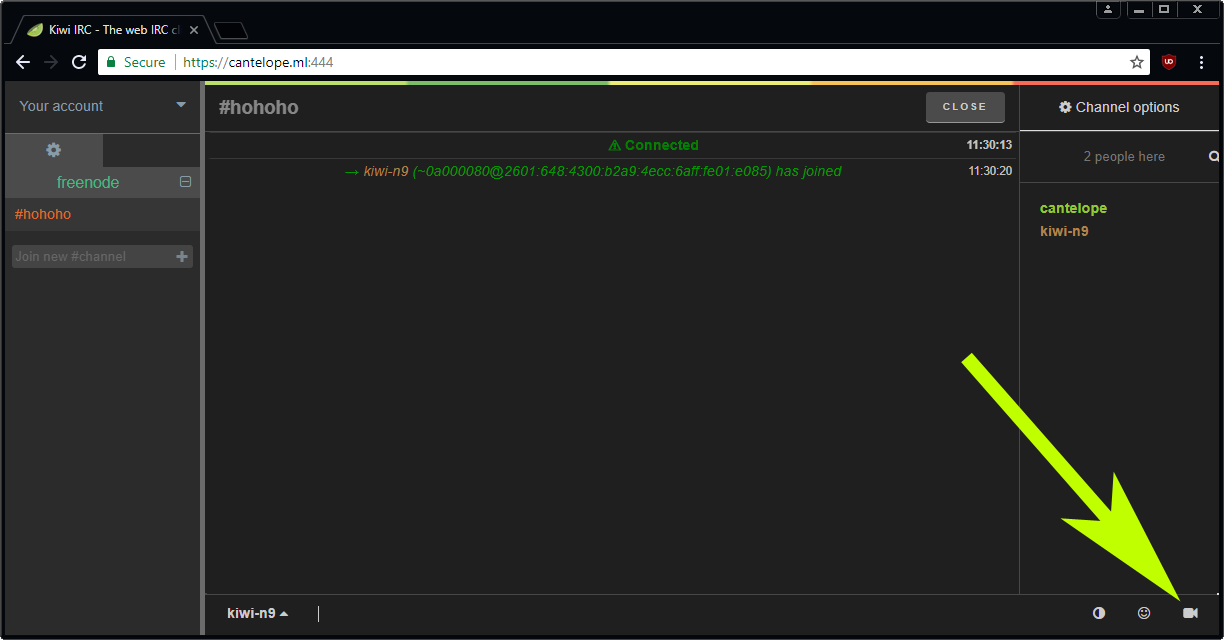 Kiwi IRC - The web IRC cl
Secure https://cantelope.ml:444
Your account
#hohoho
CLOSE
Channel options
Connected 11:30:13
2 people here
→ kiwi-n9 (~0a000080@2601:648:4300:b2a9:4ecc:6aff:fe01:e085) has joined 11:30:20
freenode
#hohoho
cantelope
kiwi-n9
Join new #channel
kiwi-n9